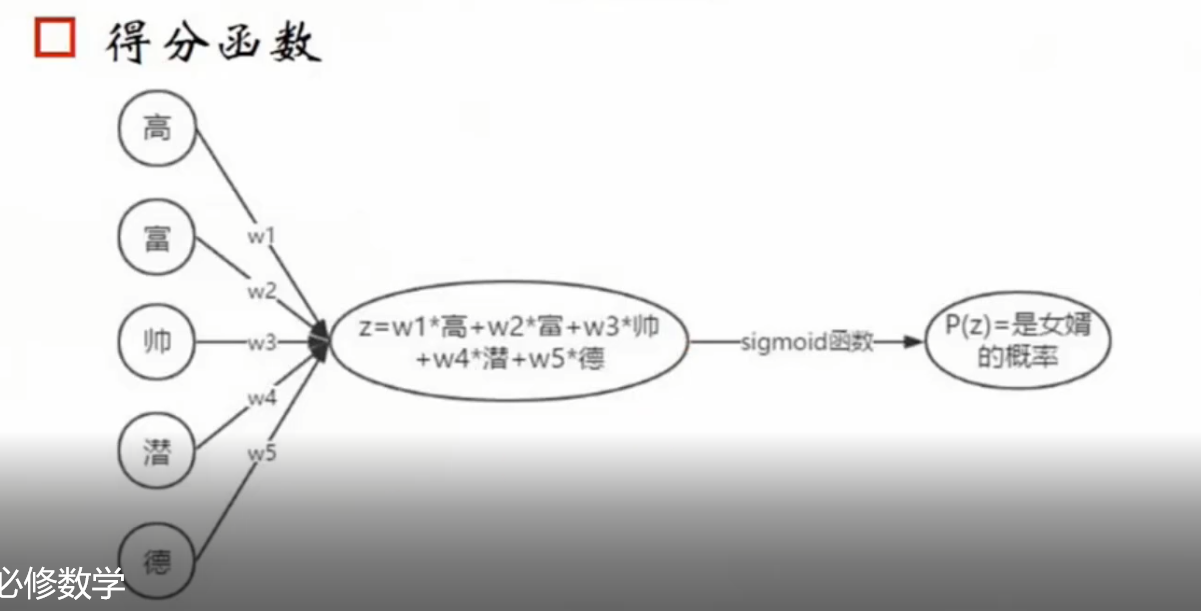 得分函数
高
富
帅
潜
德
w1
w2
w3
w4
w5
z=w1*高+w2*富+w3*帅
+w4*潜+w5*德
sigmoid函数
P(z)=是女婿
的概率
必修数学